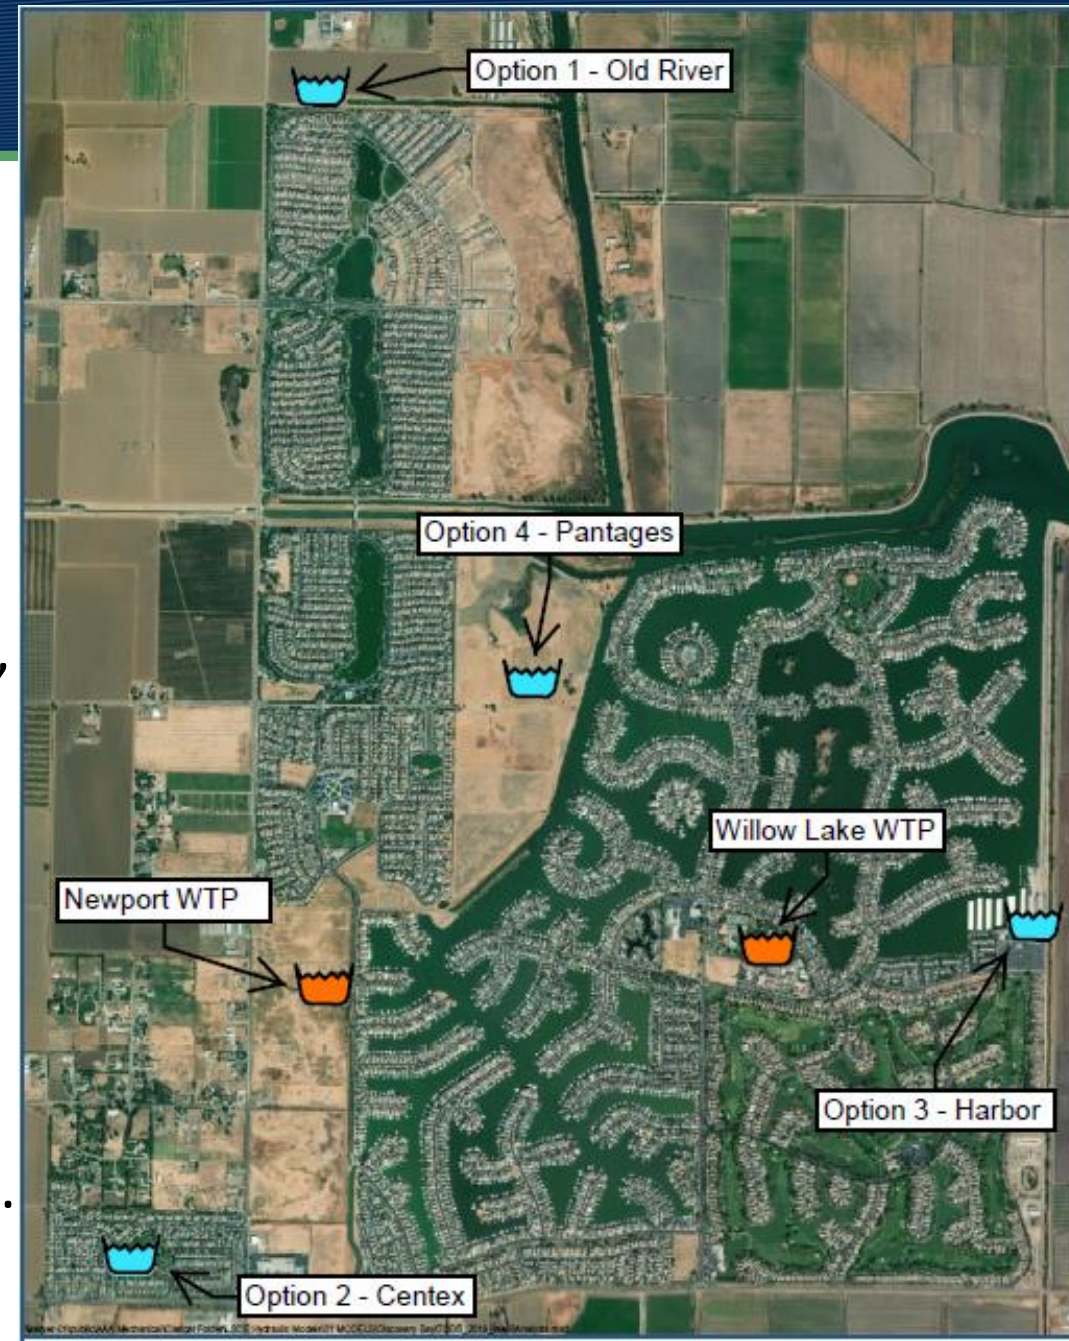 Option 1 - Old River
Option 4 - Pantages
Willow Lake WTP
Newport WTP
Option 3 - Harbor
Option 2 - Centex